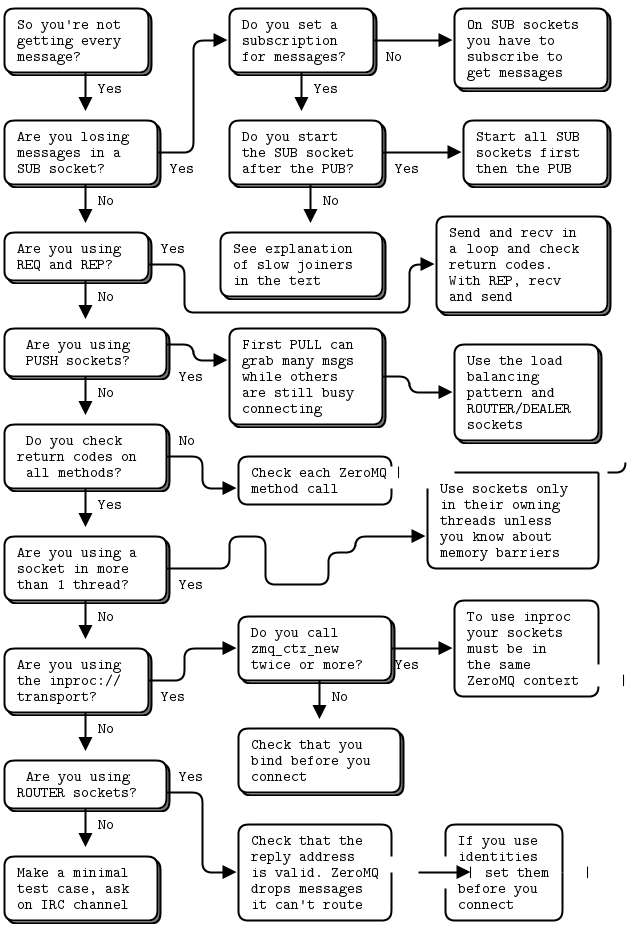 So you're not
getting every
message?
Do you set a
subscription
for messages?
No
On SUB sockets
you have to
subscribe to
get messages
Yes
Yes
Are you losing
messages in a
SUB socket?
Yes
Do you start
the SUB socket
after the PUB?
Yes
Start all SUB
sockets first
then the PUB
No
No
Are you using
REQ and REP?
Yes
See explanation
of slow joiners
in the text
Send and recv in
a loop and check
return codes.
With REP, recv
and send
No
Are you using
PUSH sockets?
Yes
First PULL can
grab many msgs
while others
are still busy
connecting
Use the load
balancing
pattern and
ROUTER/DEALER
sockets
No
Do you check
return codes on
all methods?
No
Check each ZeroMQ |
method call
Use sockets only
in their owning
threads unless
you know about
memory barriers
Yes
Are you using a
socket in more
than 1 thread?
Yes
No
Are you using
the inproc://
transport?
Yes
Do you call
zmq_ctx_new
twice or more?
Yes
To use inproc
your sockets
must be in
the same
ZeroMQ context |
No
No
Check that you
bind before you
connect
Are you using
ROUTER sockets?
Yes
Check that the
reply address
is valid. ZeroMQ
drops messages
it can't route
If you use
identities
| set them |
before you
connect
No
Make a minimal
test case, ask
on IRC channel